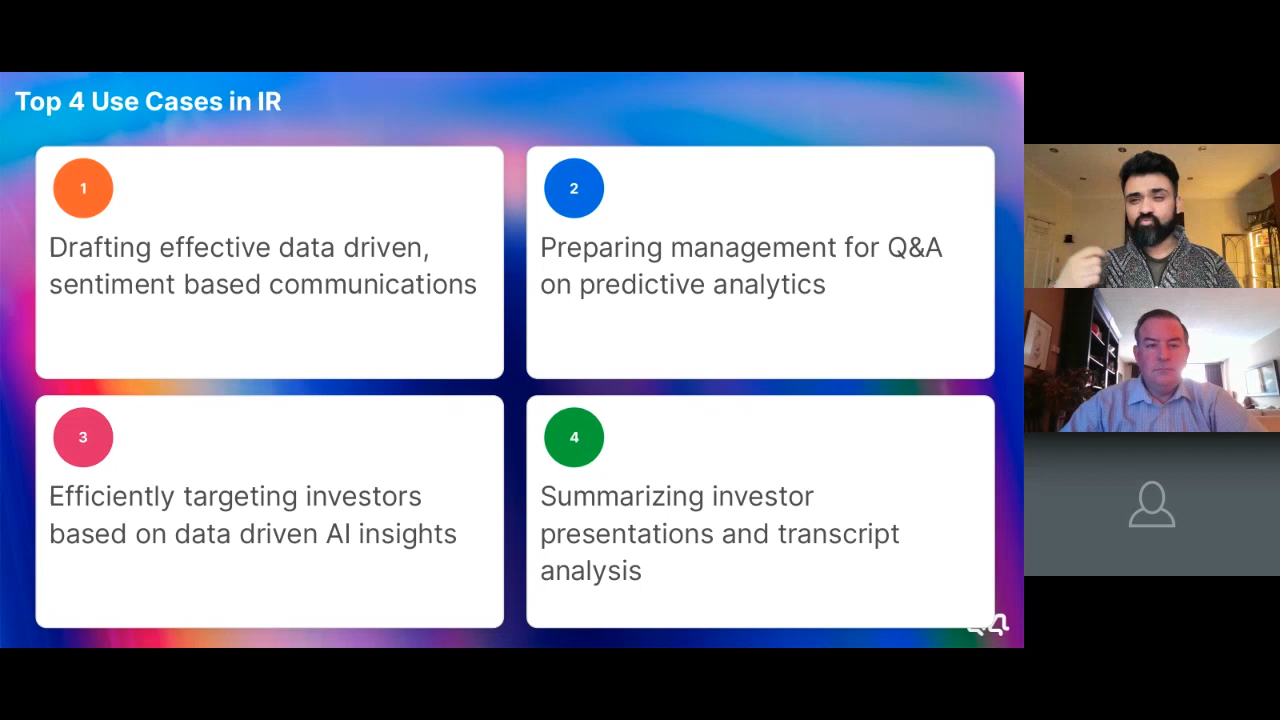 Top 4 Use Cases in IR
1
Drafting effective data driven,
sentiment based communications
2
Preparing management for Q&A
on predictive analytics
3
Efficiently targeting investors
based on data driven AI insights
4
Summarizing investor
presentations and transcript
analysis